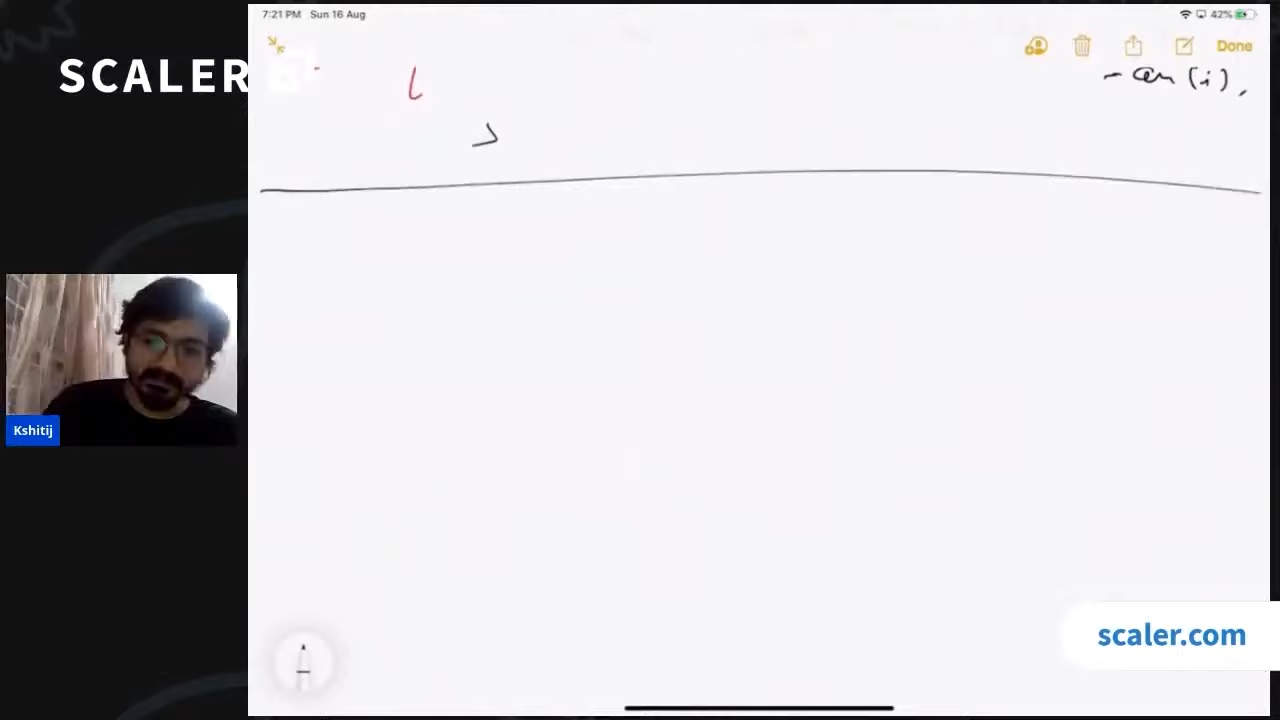 7:21 PM Sun 16 Aug
42%
SCALER
Done
(i),
Kshitij
scaler.com